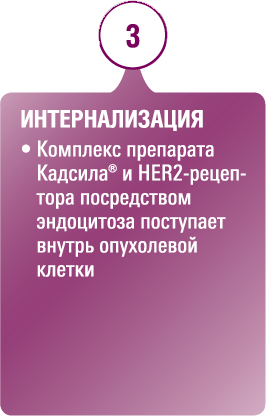 3
ИНТЕРНАЛИЗАЦИЯ
• Комплекс препарата
Кадсила® и HER2-рецеп-
тора посредством
эндоцитоза поступает
внутрь опухолевой
клетки